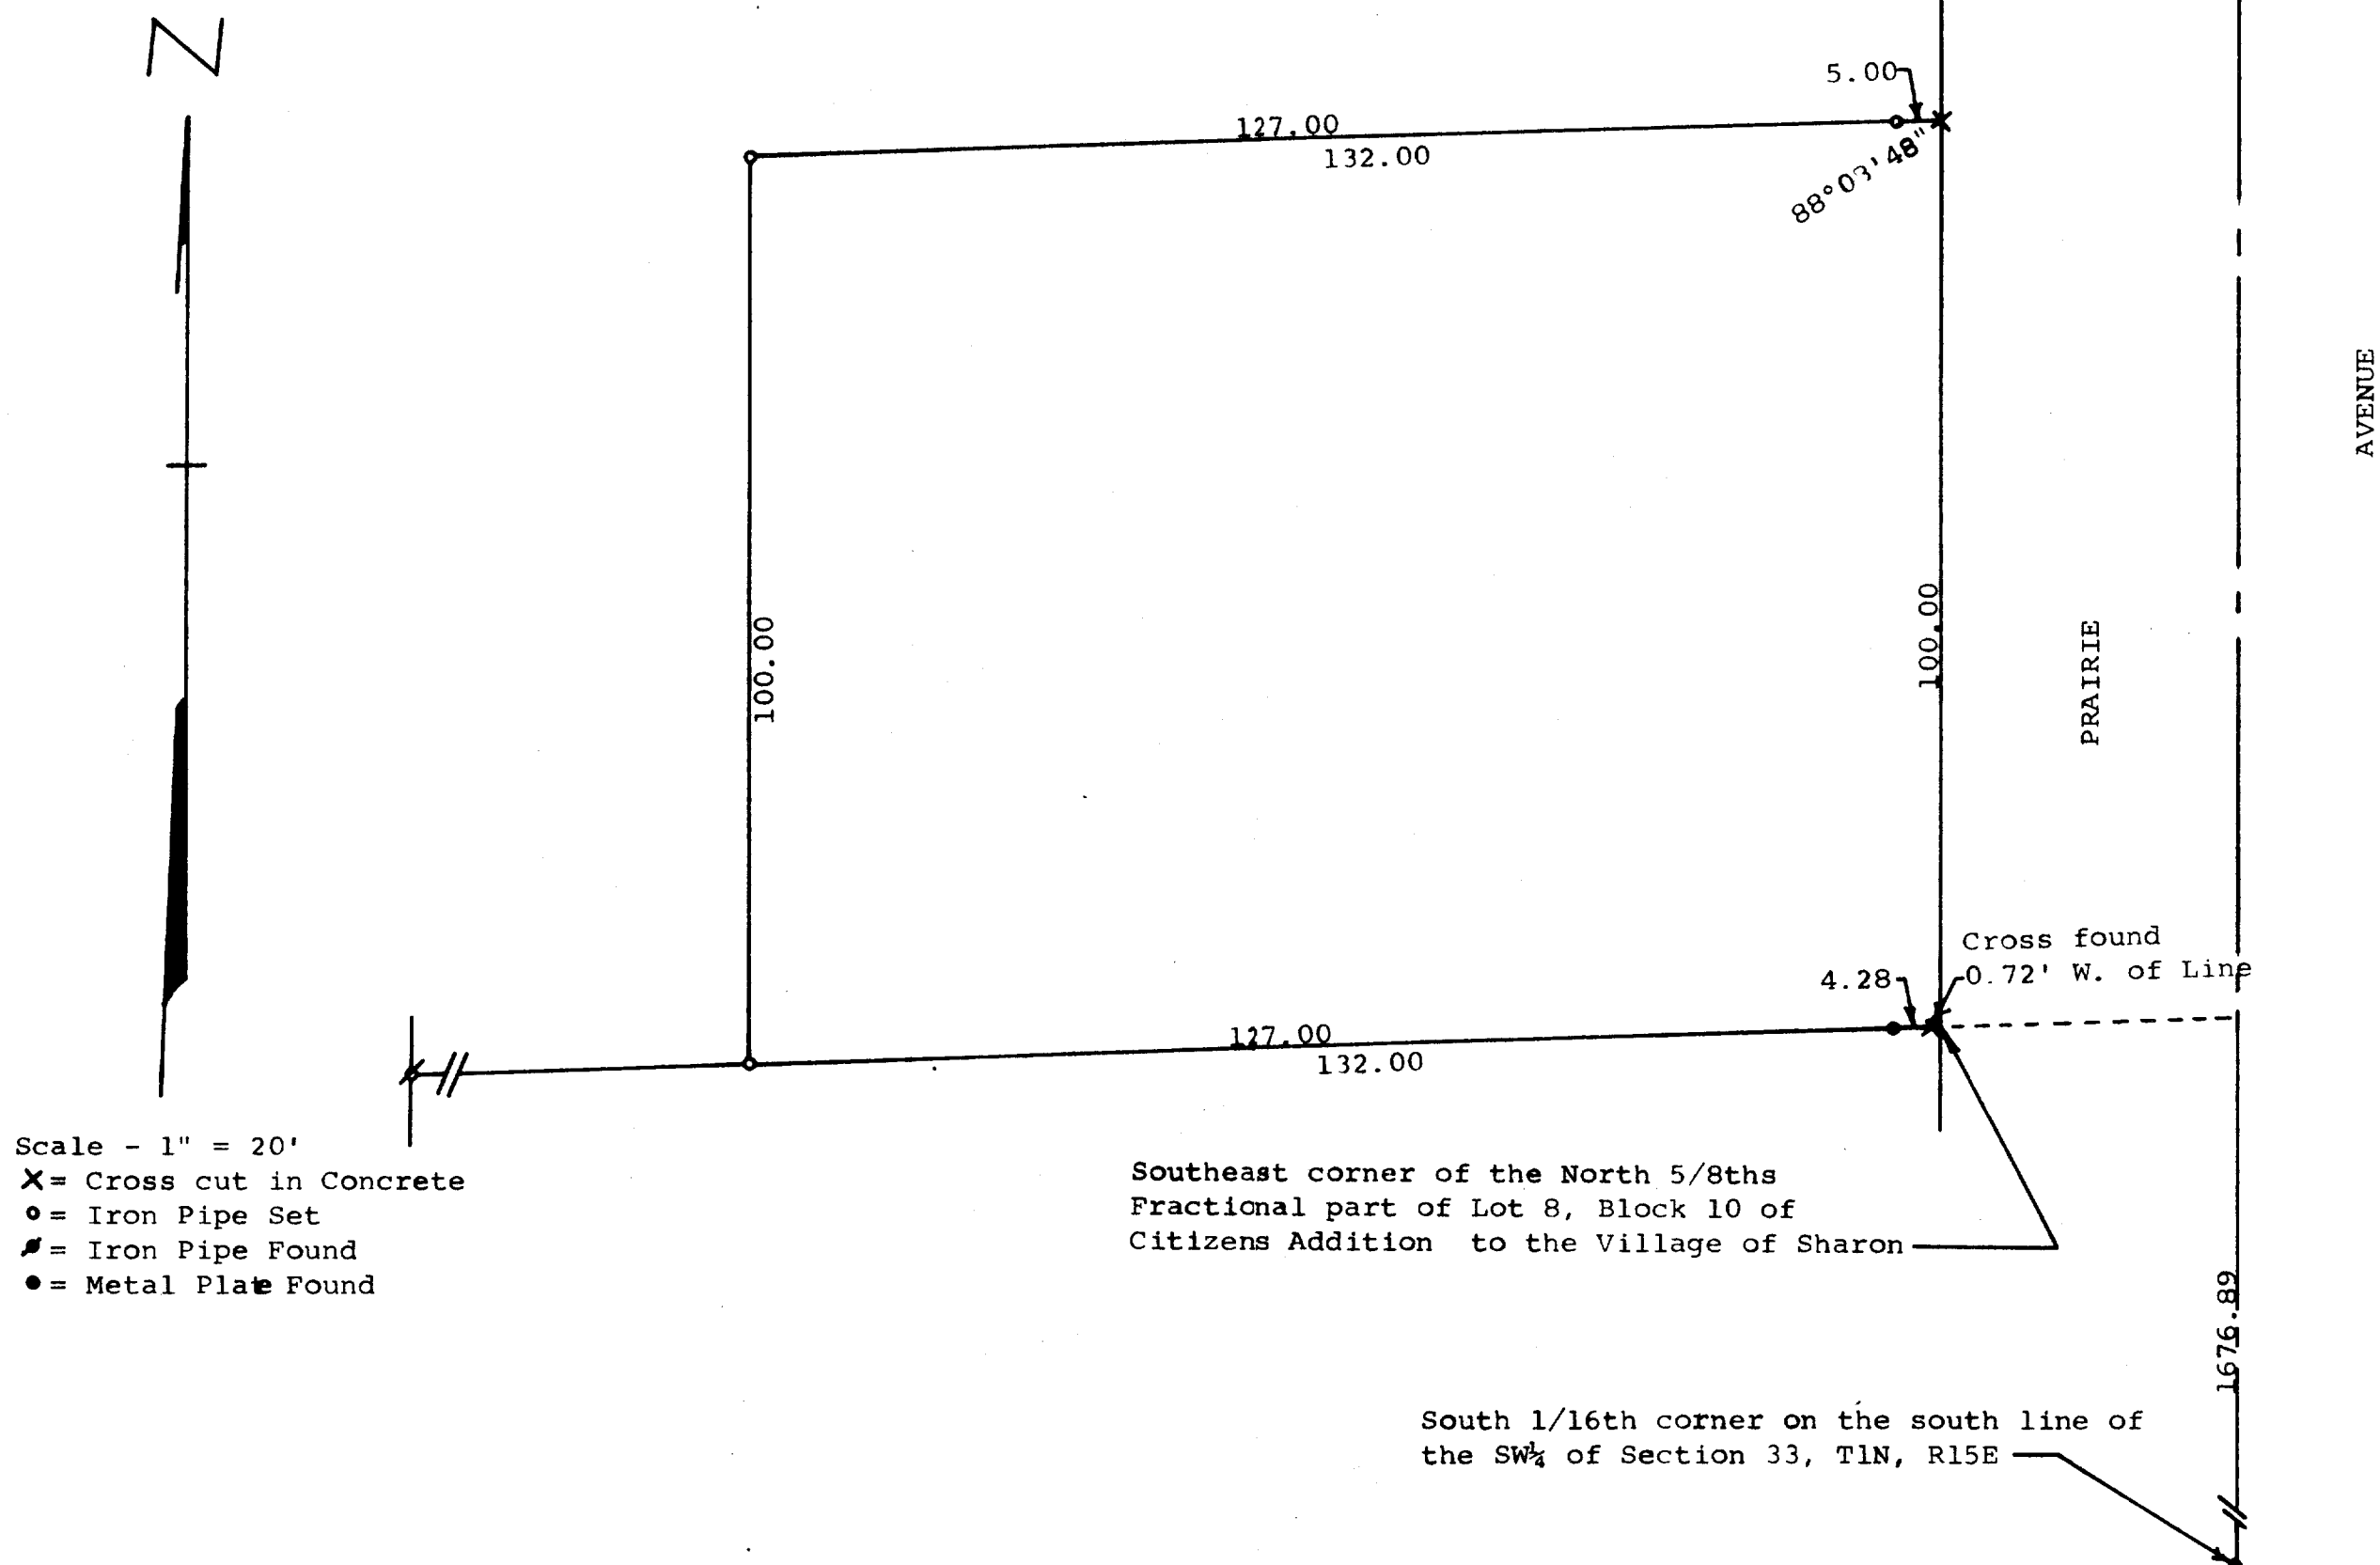 N
5.00
127.00
132.00
88°03'48"
AVENUE
100.00
100.00
PRAIRIE
Cross found
0.72' W. of Line
4.28
127.00
132.00
Scale - 1" = 20'
X = Cross cut in Concrete
= Iron Pipe Set
= Iron Pipe Found
= Metal Plate Found
Southeast corner of the North 5/8ths
Fractional part of Lot 8, Block 10 of
Citizens Addition to the Village of Sharon
1676.89
South 1/16th corner on the south line of
the SW¼ of Section 33, T1N, R15E